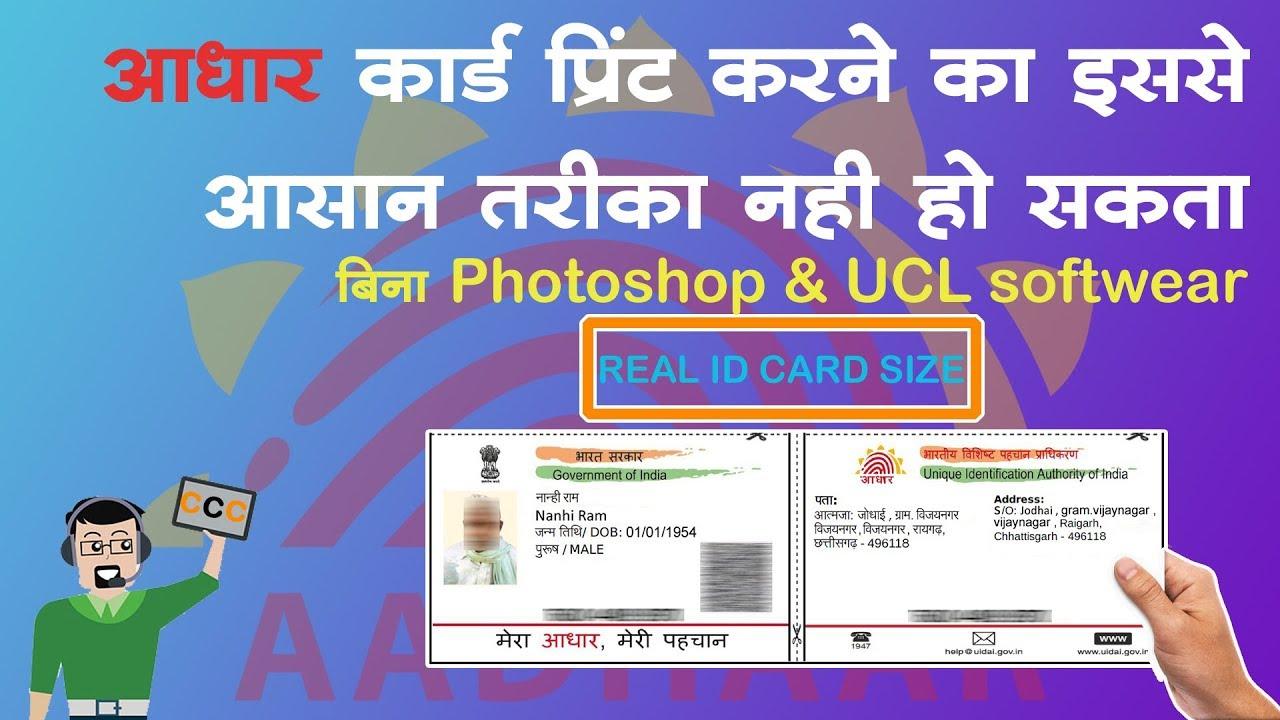 आधार कार्ड प्रिंट करने का इससे
आसान तरीका नही हो सकता
बिना Photoshop & UCL softwear
REAL ID CARD SIZE
CCC
भारत सरकार
Government of India
नान्ही राम
Nanhi Ram
जन्म तिथि/ DOB: 01/01/1954
पुरूष / MALE
मेरा आधार, मेरी पहचान
आधार
भारतीय विशिष्ट पहचान प्राधिकरण
Unique Identification Authority of India
पता:
आत्मजा: जोधाई , ग्राम. विजयनगर
विजयनगर , विजयनगर , रायगढ़,
छत्तीसगढ़ - 496118
Address:
S/O: Jodhai , gram.vijaynagar ,
vijaynagar , Raigarh,
Chhattisgarh - 496118
1947
help@uidai.gov.in
www
www.uidai.gov.in
AADHAAR